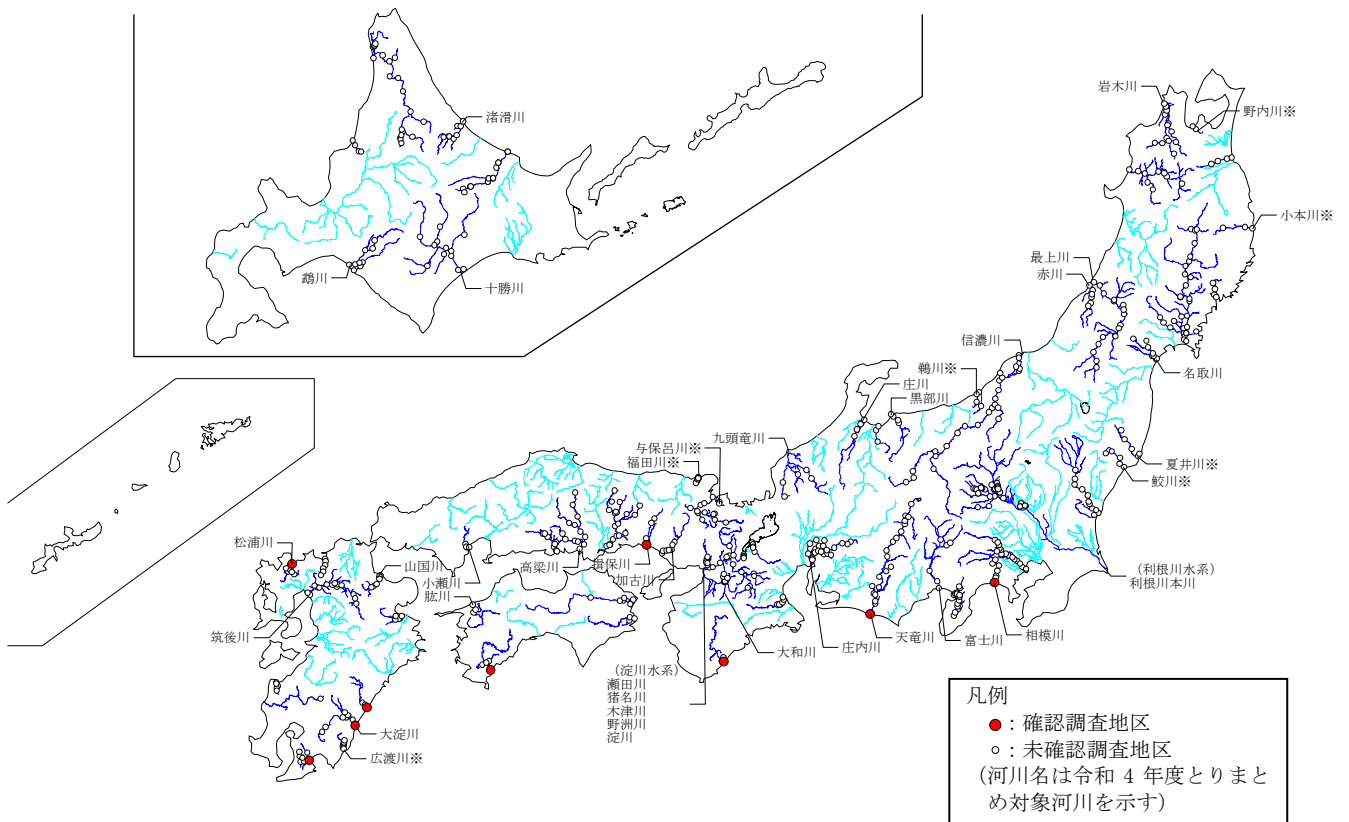 渚滑川
鵡川
十勝川
岩木川
野内川※
小本川※
最上川
赤川
信濃川
鵜川※
庄川
黒部川
名取川
九頭竜川
与保呂川※
福田川※
夏井川※
鮫川※
松浦川
山国川
小瀬川
肱川
高梁川
揖保川
加古川
(利根川水系)
利根川本川
筑後川
大和川
庄内川
天竜川
富士川
相模川
(淀川水系)
瀬田川
猪名川
木津川
野洲川
淀川
大淀川
広渡川※
凡例
●：確認調査地区
○：未確認調査地区
(河川名は令和 4 年度とりまと
め対象河川を示す)